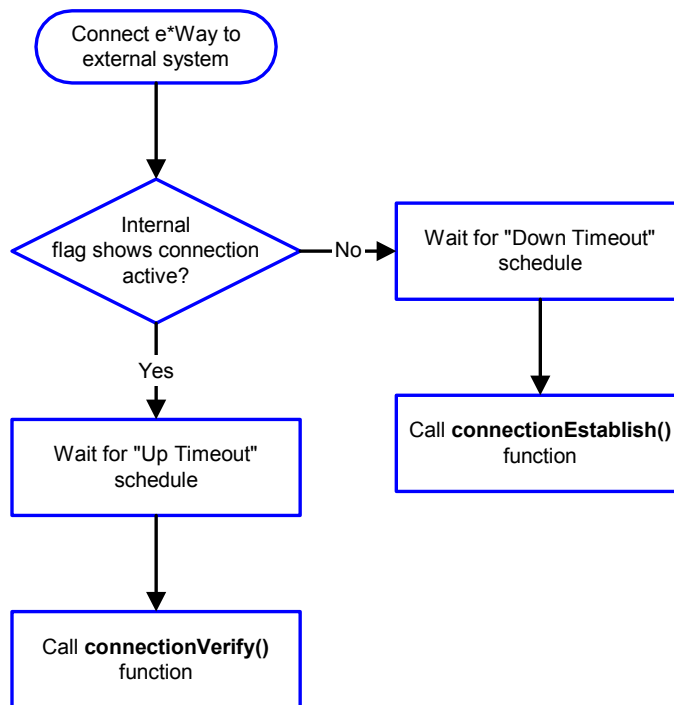 Connect e*Way to
external system
Internal
flag shows connection
active?
No
Wait for "Down Timeout"
schedule
Yes
Call connectionEstablish()
function
Wait for "Up Timeout"
schedule
Call connectionVerify()
function